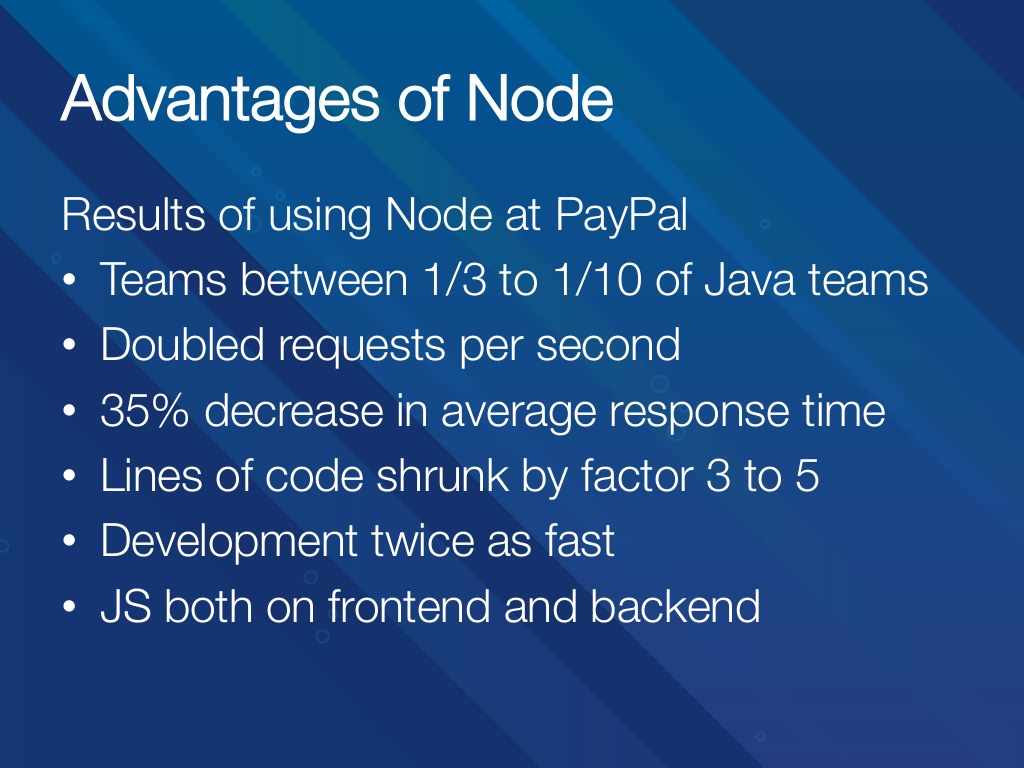 Advantages of Node
Results of using Node at PayPal
• Teams between 1/3 to 1/10 of Java teams
• Doubled requests per second
• 35% decrease in average response time
• Lines of code shrunk by factor 3 to 5
• Development twice as fast
• JS both on frontend and backend